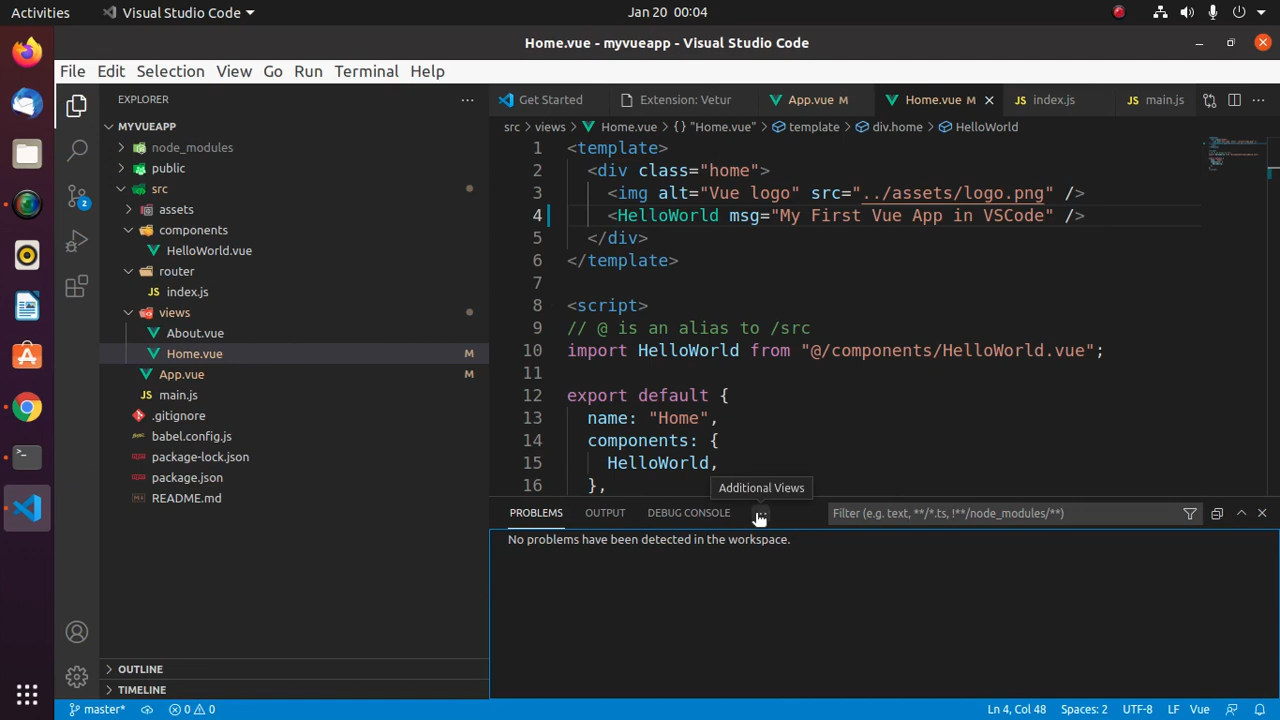 Activities
Visual Studio Code
Jan 20 00:04
Home.vue - myvueapp - Visual Studio Code
File Edit Selection View Go Run Terminal Help
EXPLORER
MYVUEAPP
node_modules
public
src
assets
components
HelloWorld.vue
router
JS index.js
views
About.vue
Home.vue M
App.vue M
JS main.js
.gitignore
babel.config.js
package-lock.json
package.json
README.md
OUTLINE
TIMELINE
2
Get Started
Extension: Vetur
App.vue M
Home.vue M
JS index.js
JS main.js
src views Home.vue {} "Home.vue" template div.home HelloWorld
1 <template>
2 <div class="home">
3 <img alt="Vue logo" src="../assets/logo.png" />
4 <HelloWorld msg="My First Vue App in VSCode" />
5 </div>
6 </template>
7
8 <script>
9 // @ is an alias to /src
10 import HelloWorld from "@/components/HelloWorld.vue";
11
12 export default {
13 name: "Home",
14 components: {
15 HelloWorld,
16 },
Additional Views
PROBLEMS OUTPUT DEBUG CONSOLE
Filter (e.g. text, **/*.ts, !**/node_modules/**)
No problems have been detected in the workspace.
master* 0 0
Ln 4, Col 48 Spaces: 2 UTF-8 LF Vue